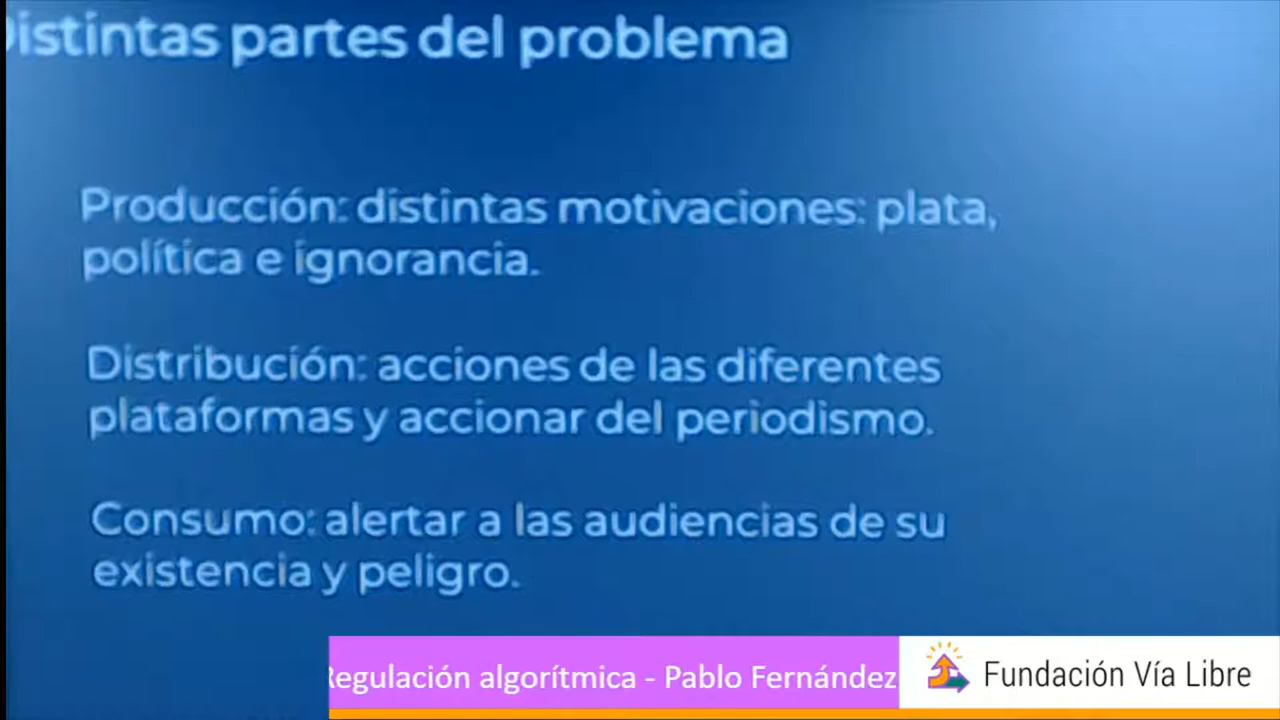 Distintas partes del problema
Producción: distintas motivaciones: plata,
política e ignorancia.
Distribución: acciones de las diferentes
plataformas y accionar del periodismo.
Consumo: alertar a las audiencias de su
existencia y peligro.
Regulación algorítmica - Pablo Fernández
Fundación Vía Libre